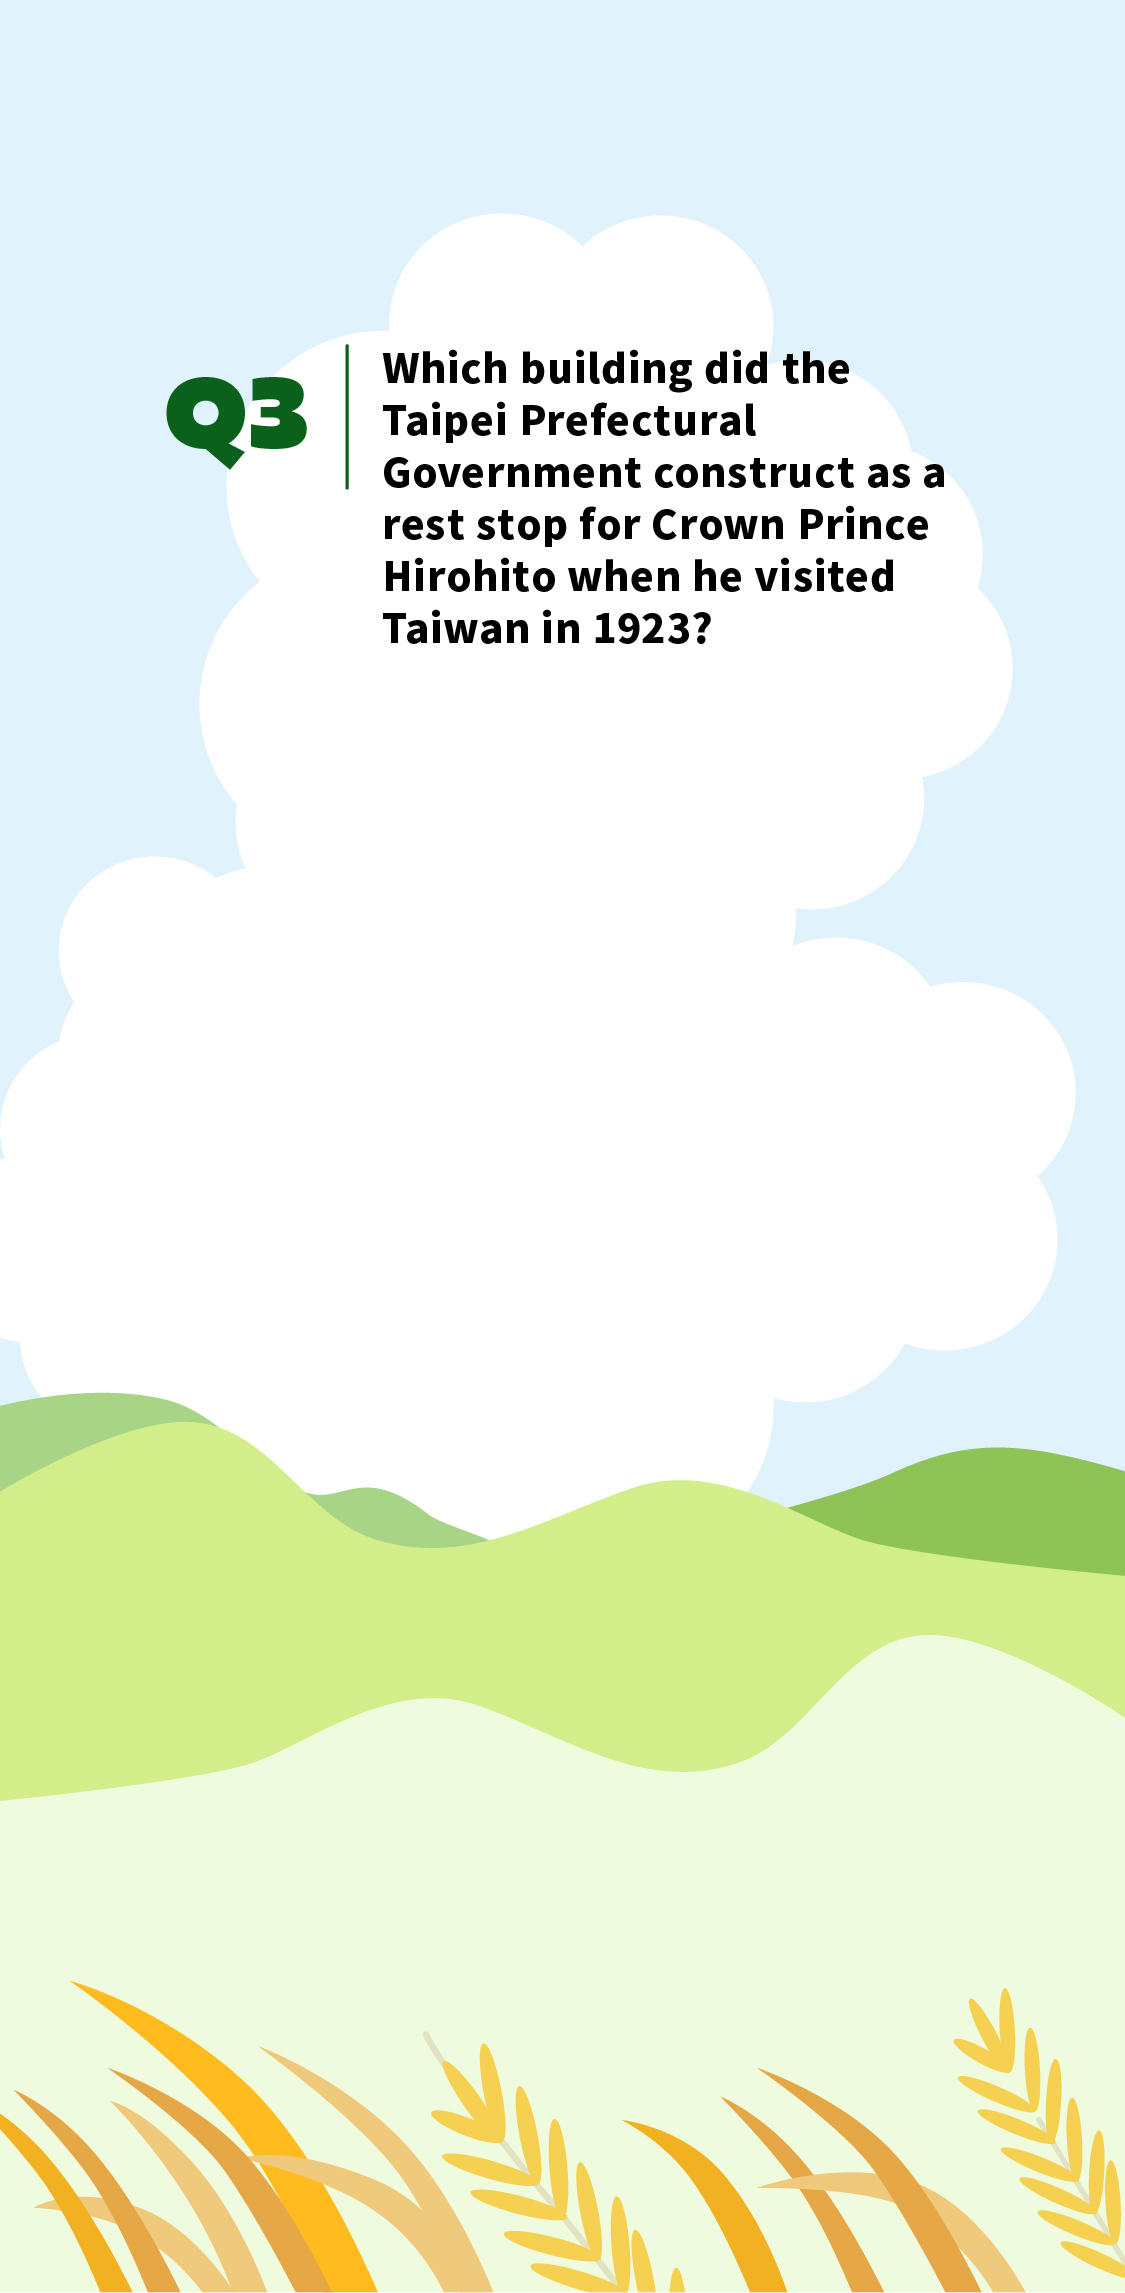 Q3
Which building did the
Taipei Prefectural
Government construct as a
rest stop for Crown Prince
Hirohito when he visited
Taiwan in 1923?